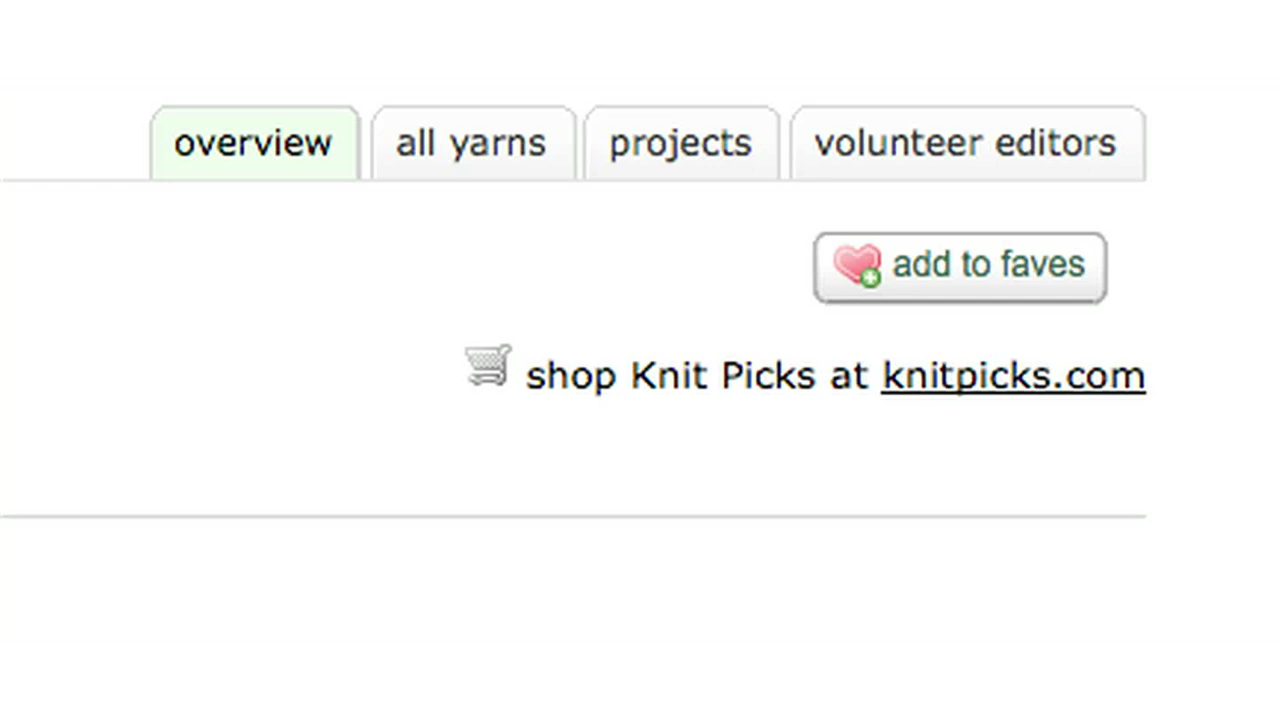 overview all yarns projects volunteer editors
add to faves
shop Knit Picks at knitpicks.com